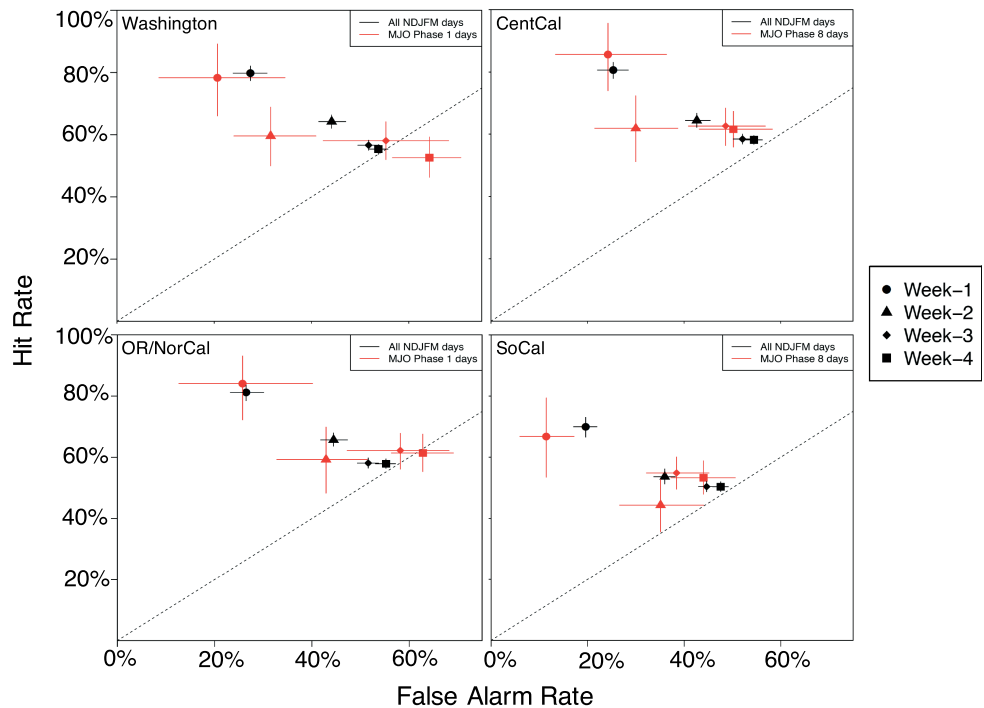 100%
80%
60%
40%
20%
Washington
All NDJFM days
MJO Phase 1 days
CentCal
All NDJFM days
MJO Phase 8 days
Hit Rate
100%
80%
60%
40%
20%
OR/NorCal
All NDJFM days
MJO Phase 1 days
SoCal
All NDJFM days
MJO Phase 8 days
Week−1
Week−2
Week−3
Week−4
0%
20%
40%
60%
0%
20%
40%
60%
False Alarm Rate